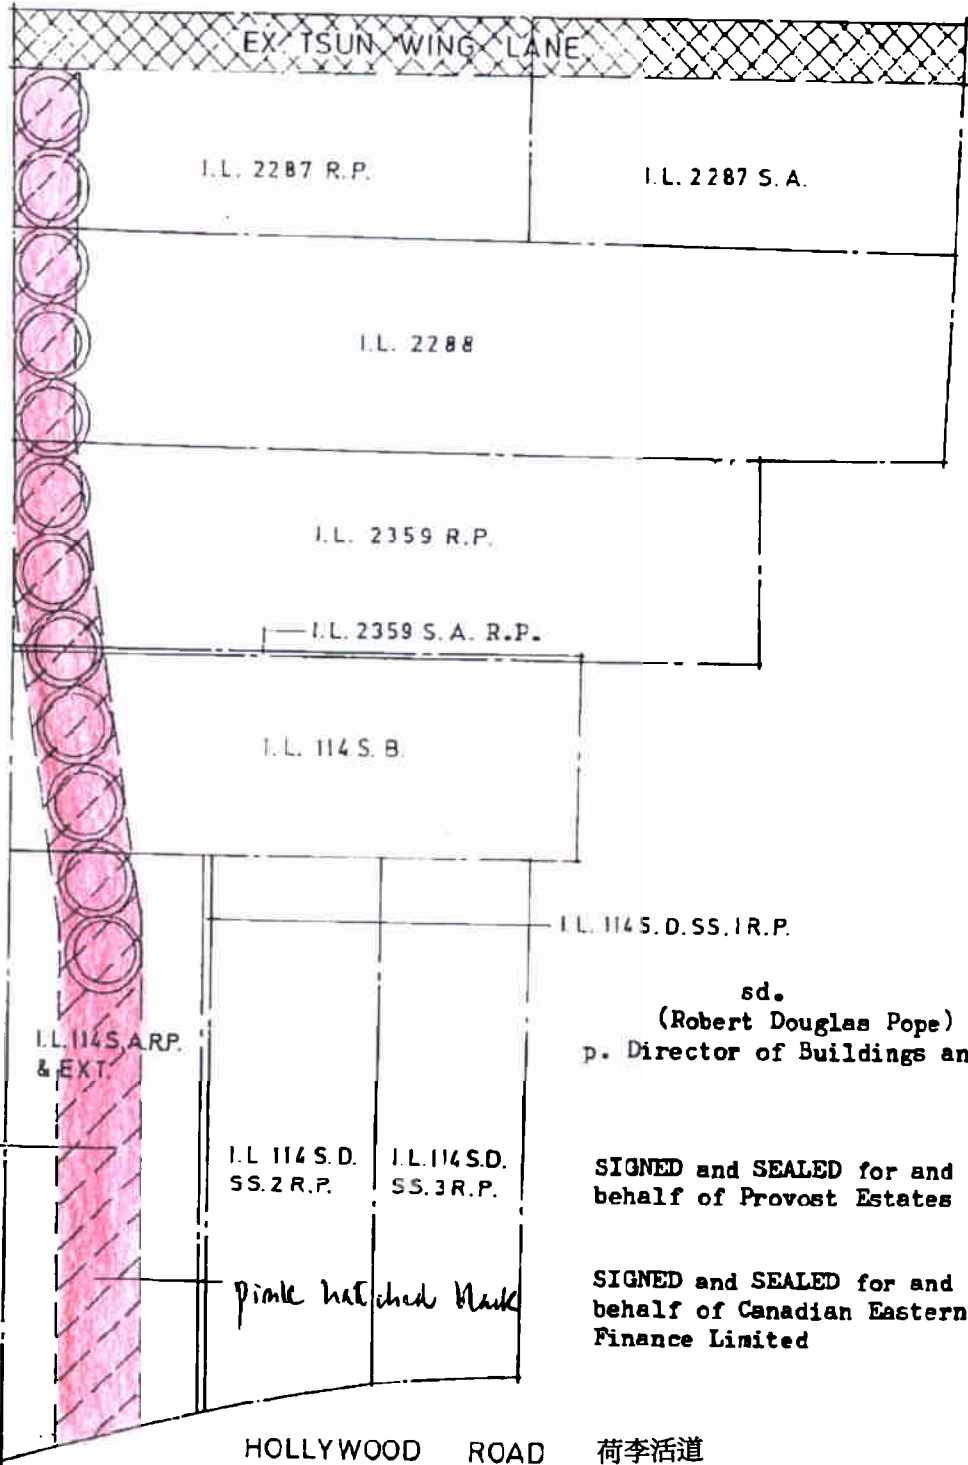 EX TSUN WING LANE
I.L. 2287 R.P.
I.L. 2287 S.A.
I.L. 2288
I.L. 2359 R.P.
I.L. 2359 S.A. R.P.
I.L. 114 S.B.
I.L. 114 S.D.SS.1 R.P.
sd.
(Robert Douglas Pope)
p. Director of Buildings an
I.L. 114 S.A.R.P.
& EXT.
I.L 114 S.D.
SS.2 R.P.
I.L. 114 S.D.
SS.3 R.P.
SIGNED and SEALED for and
behalf of Provost Estates
pink hatched black
SIGNED and SEALED for and
behalf of Canadian Eastern
Finance Limited
HOLLYWOOD ROAD 荷李活道